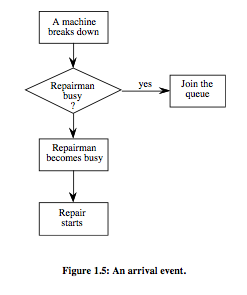 A machine
breaks down
Repairman
busy
?
yes
Join the
queue
Repairman
becomes busy
Repair
starts
Figure 1.5: An arrival event.